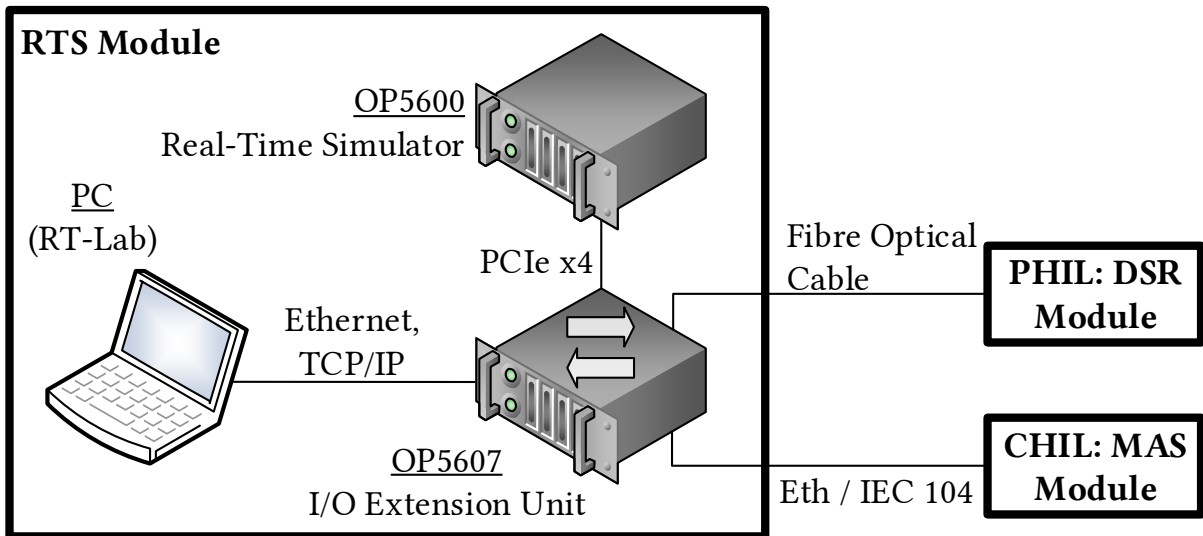 RTS Module
OP5600
Real-Time Simulator
PC
(RT-Lab)
PCIe x4
Fibre Optical
Cable
PHIL: DSR
Module
Ethernet,
TCP/IP
OP5607
I/O Extension Unit
Eth / IEC 104
CHIL: MAS
Module